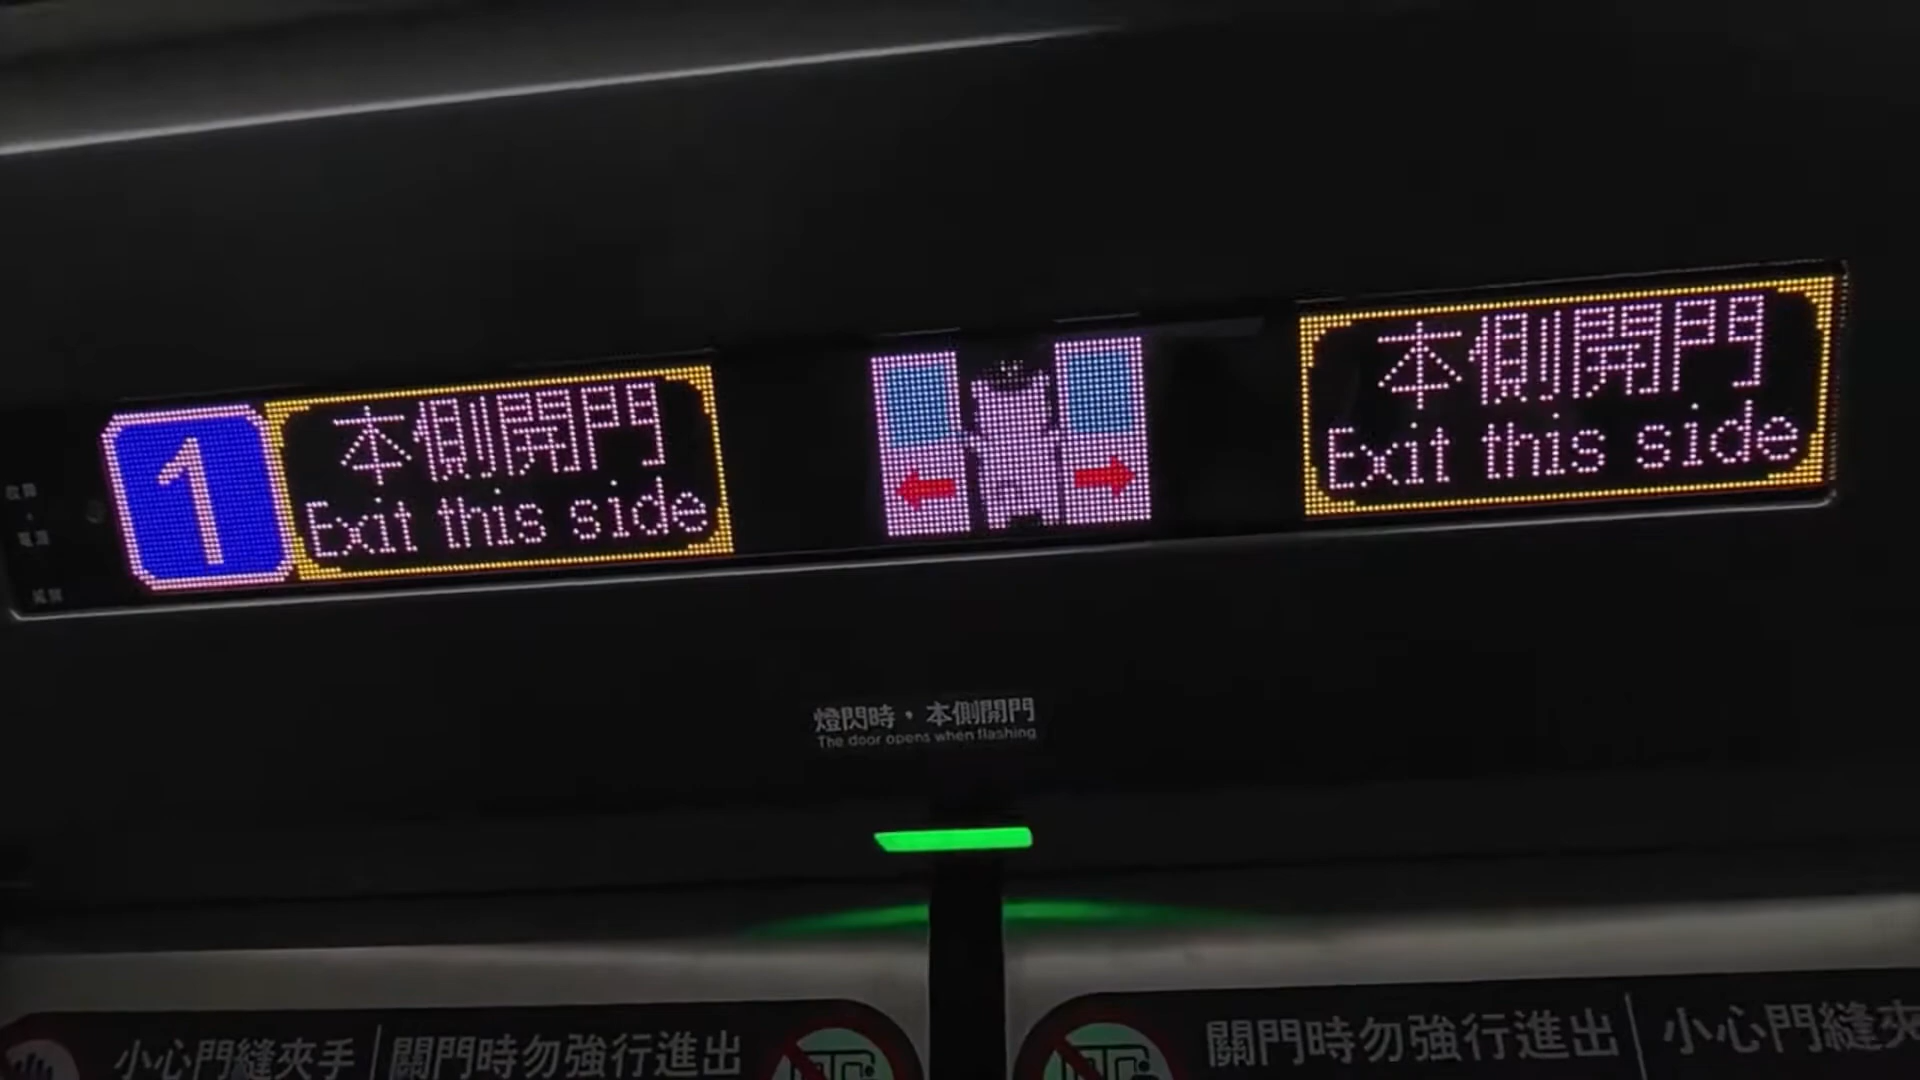 1
本側開門
Exit this side
本側開門
Exit this side
燈閃時,本側開門
The door opens when flashing
小心門縫夾手
關門時勿強行進出
關門時勿強行進出
小心門縫夾